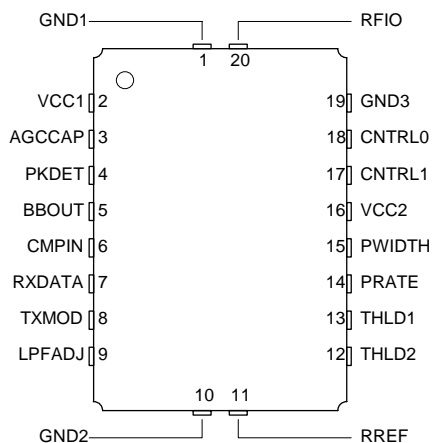 GND1 RFIO
1 20
VCC1 2 19 GND3
AGCCAP 3 18 CNTRL0
PKDET 4 17 CNTRL1
BBOUT 5 16 VCC2
CMPIN 6 15 PWIDTH
RXDATA 7 14 PRATE
TXMOD 8 13 THLD1
LPFADJ 9 12 THLD2
10 11
GND2 RREF